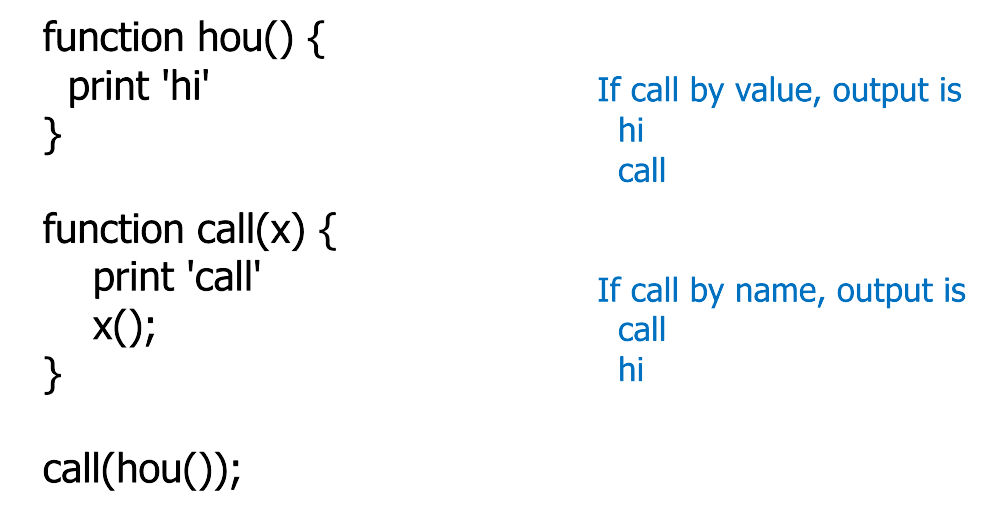 function hou() {
print 'hi'
}
function call(x) {
print 'call'
x();
}
call(hou());
If call by value, output is
hi
call
If call by name, output is
call
hi